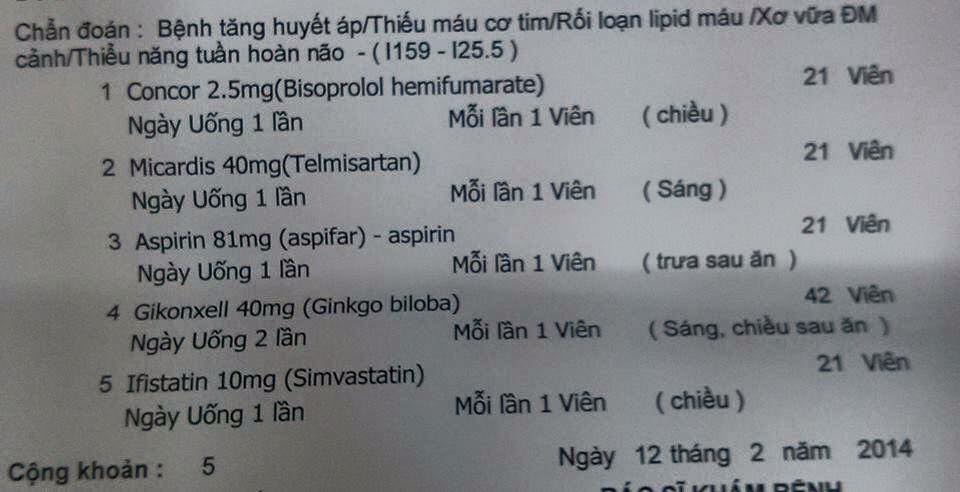 Chẩn đoán : Bệnh tăng huyết áp/Thiếu máu cơ tim/Rối loạn lipid máu /Xơ vữa ĐM
cảnh/Thiểu năng tuần hoàn não - ( I159 - I25.5 )
1 Concor 2.5mg(Bisoprolol hemifumarate) 21 Viên
Ngày Uống 1 lần Mỗi lần 1 Viên ( chiều )
2 Micardis 40mg(Telmisartan) 21 Viên
Ngày Uống 1 lần Mỗi lần 1 Viên ( Sáng )
3 Aspirin 81mg (aspifar) - aspirin 21 Viên
Ngày Uống 1 lần Mỗi lần 1 Viên ( trưa sau ăn )
4 Gikonxell 40mg (Ginkgo biloba) 42 Viên
Ngày Uống 2 lần Mỗi lần 1 Viên ( Sáng, chiều sau ăn )
5 Ifistatin 10mg (Simvastatin) 21 Viên
Ngày Uống 1 lần Mỗi lần 1 Viên ( chiều )
Cộng khoản : 5 Ngày 12 tháng 2 năm 2014
BÁC SĨ KHÁM BỆNH